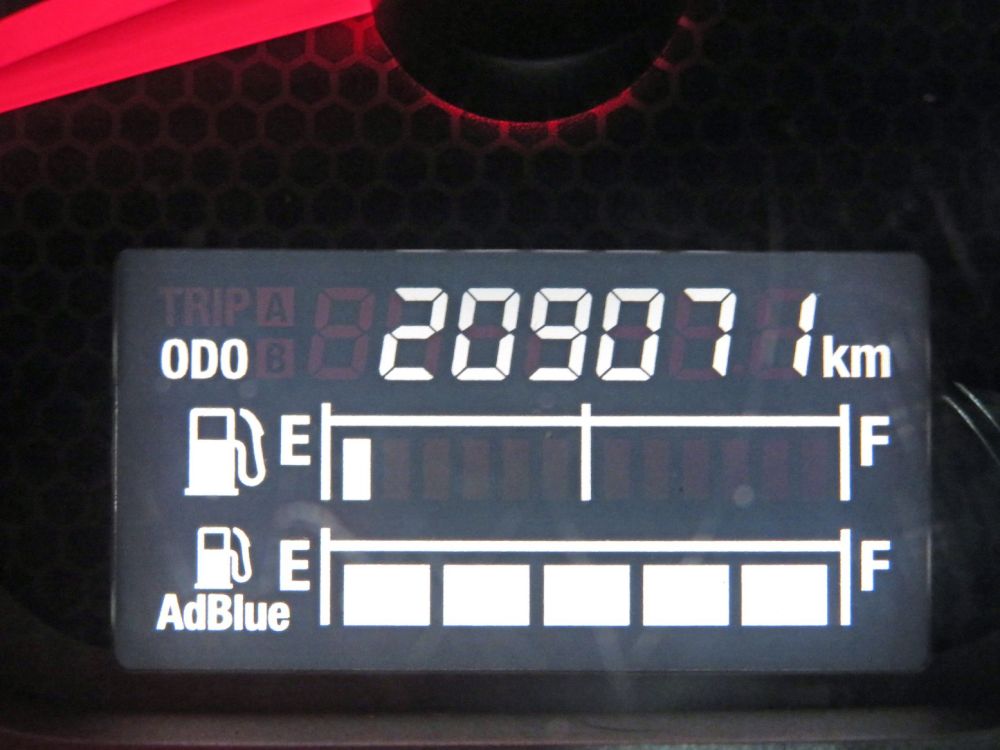 TRIP A
ODO B 209071 km
E F
E F
AdBlue